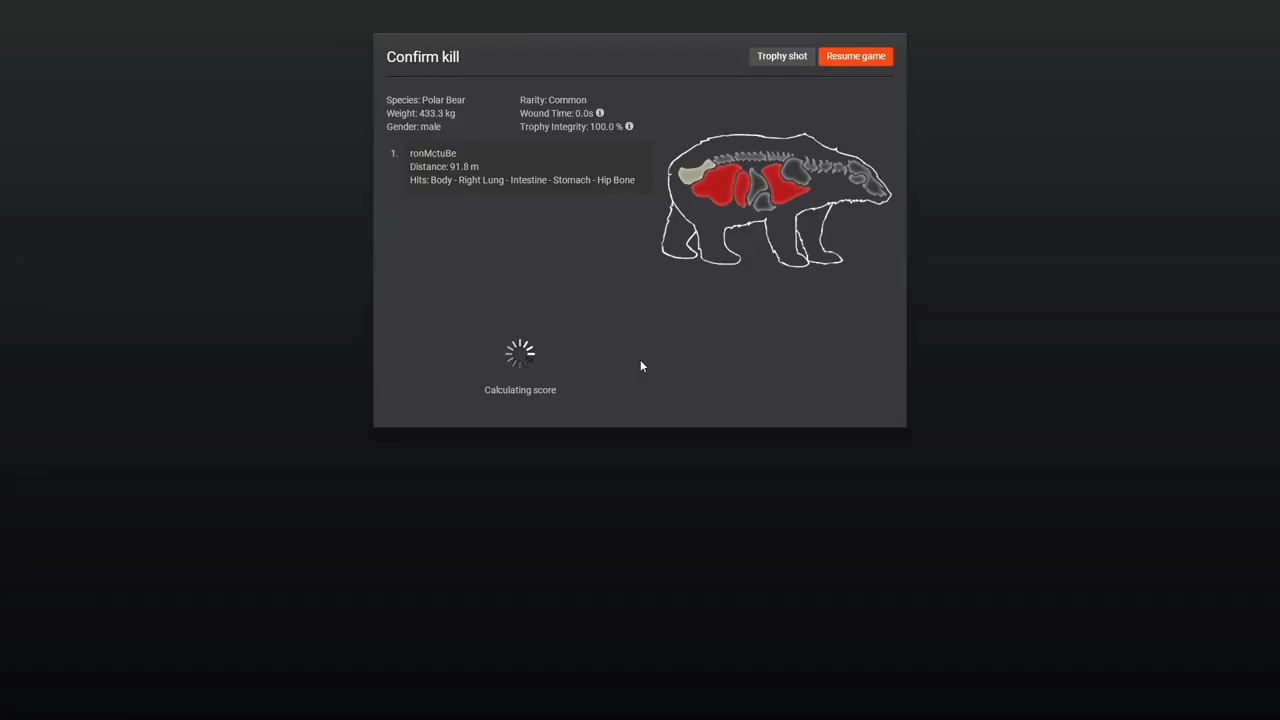 Confirm kill
Trophy shot
Resume game
Species: Polar Bear
Rarity: Common
Weight: 433.3 kg
Wound Time: 0.0s
Gender: male
Trophy Integrity: 100.0 %
1. ronMctuBe
Distance: 91.8 m
Hits: Body - Right Lung - Intestine - Stomach - Hip Bone
Calculating score